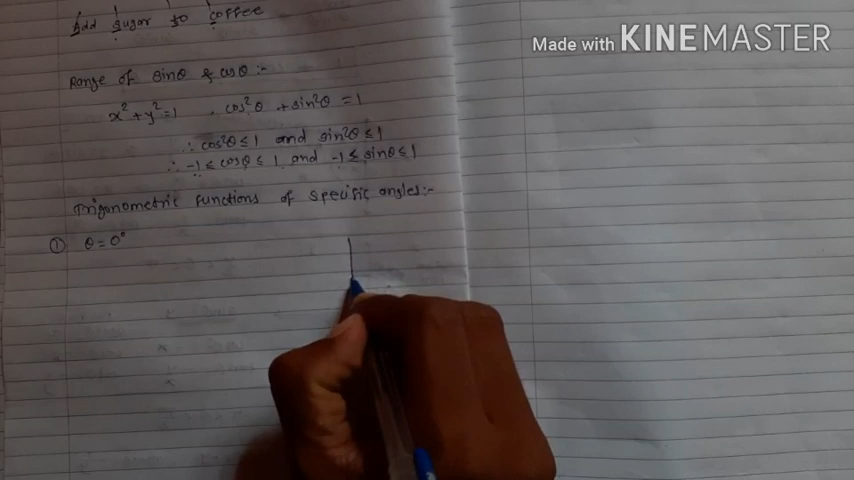 Add sugar to coffee
Made with KINEMASTER
Range of sinθ & cosθ :-
x²+y²=1 . cos²θ + sin²θ = 1
∴ cos²θ ≤ 1 and sin²θ ≤ 1
∴ -1 ≤ cosθ ≤ 1 and -1 ≤ sinθ ≤ 1
Trigonometric functions of specific angles:-
① θ = 0°